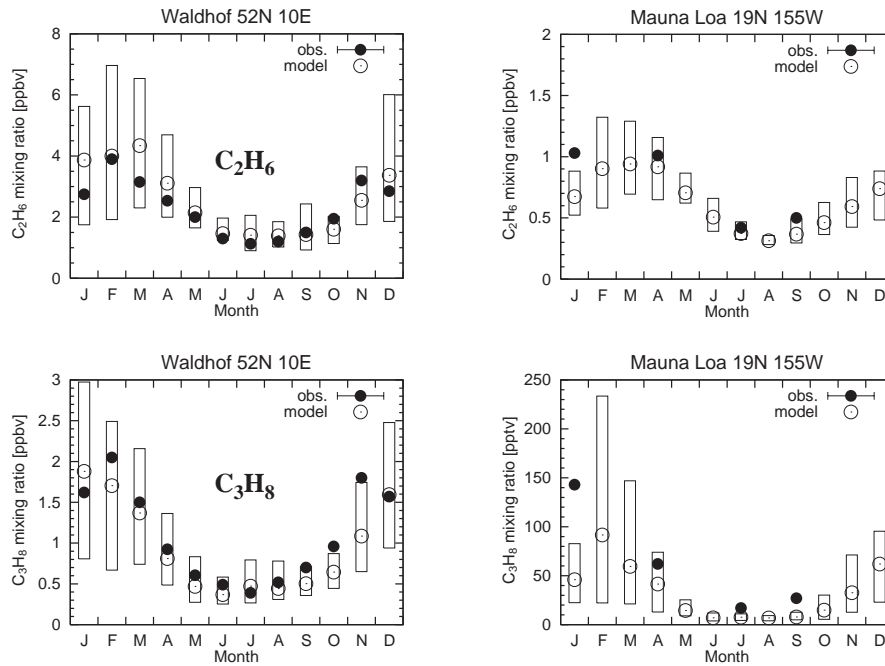 Waldhof 52N 10E
C2H6 mixing ratio [ppbv]
8
6
4
2
0
obs.
model
C2H6
J F M A M J J A S O N D
Month
Mauna Loa 19N 155W
C2H6 mixing ratio [ppbv]
2
1.5
1
0.5
0
obs.
model
J F M A M J J A S O N D
Month
Waldhof 52N 10E
C3H8 mixing ratio [ppbv]
3
2.5
2
1.5
1
0.5
0
obs.
model
C3H8
J F M A M J J A S O N D
Month
Mauna Loa 19N 155W
C3H8 mixing ratio [pptv]
250
200
150
100
50
0
obs.
model
J F M A M J J A S O N D
Month